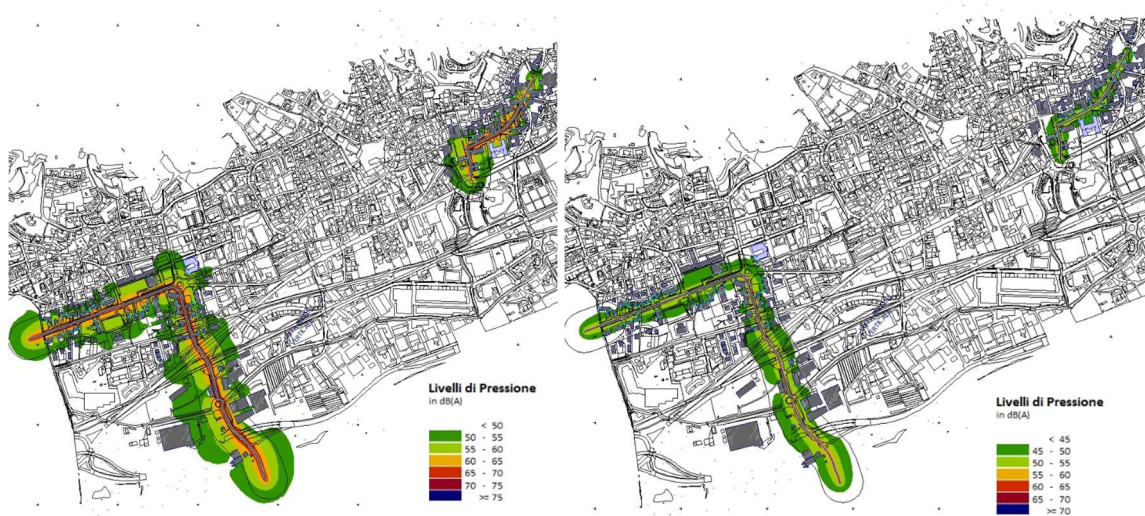 Livelli di Pressione
in dB(A)
< 50
50 - 55
55 - 60
60 - 65
65 - 70
70 - 75
>= 75
Livelli di Pressione
in dB(A)
< 45
45 - 50
50 - 55
55 - 60
60 - 65
65 - 70
>= 70